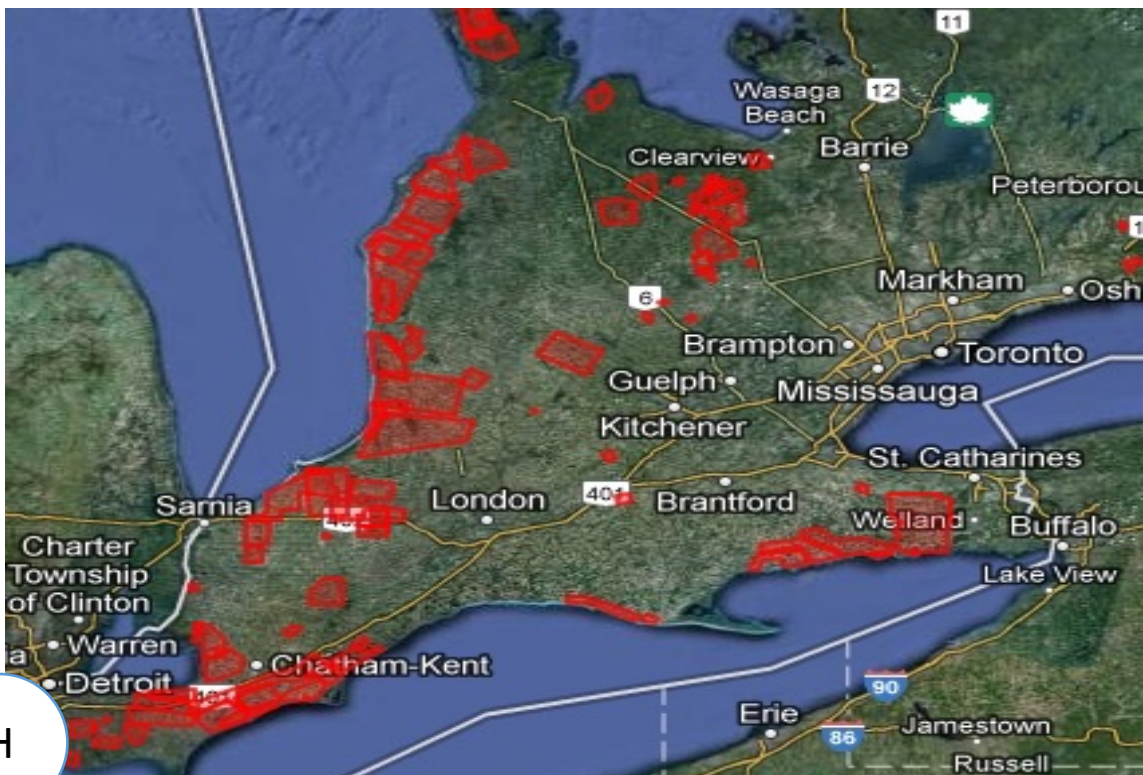 11
12
Wasaga
Beach
Clearview
Barrie
Peterborou
1
Markham
Osh
6
Brampton
Toronto
Guelph
Mississauga
Kitchener
St. Catharines
401
Brantford
London
Sarnia
Welland
Buffalo
Charter
Township
of Clinton
Lake View
Warren
ia
Chatham-Kent
Detroit
90
Erie
86
Jamestown
Russell
H